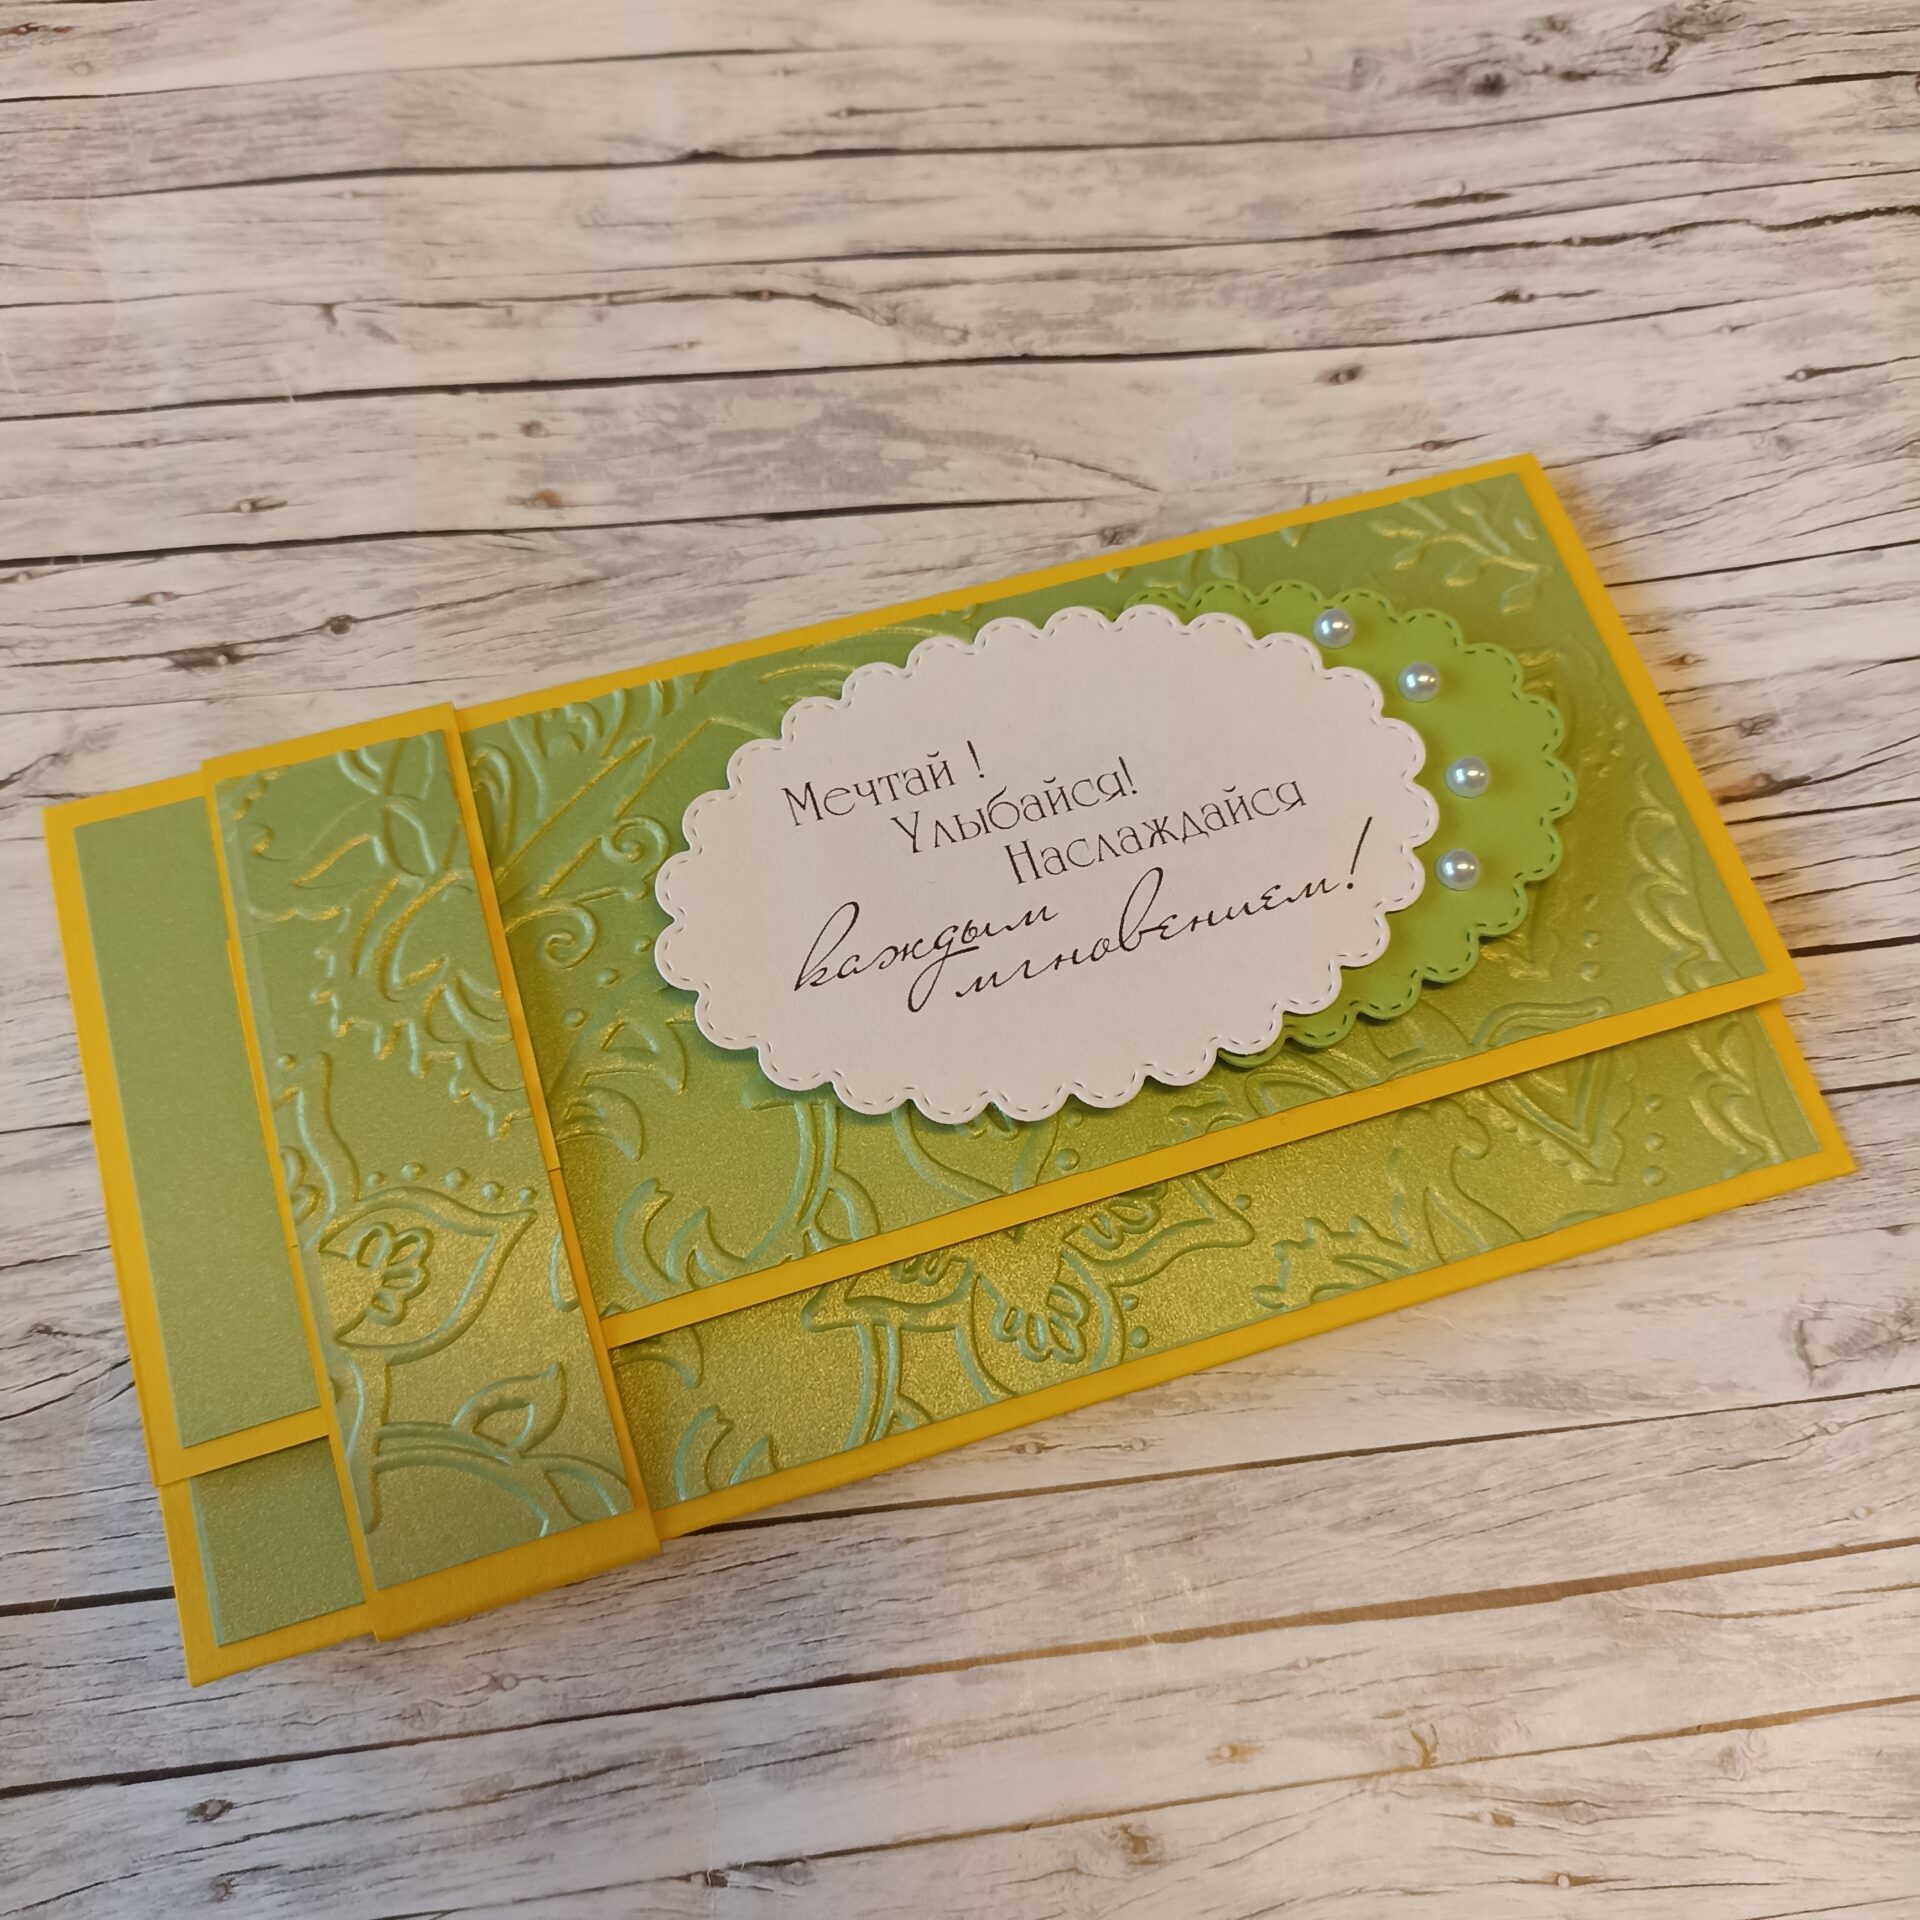 Мечтай !
Улыбайся!
Наслаждайся
каждым
мгновением!